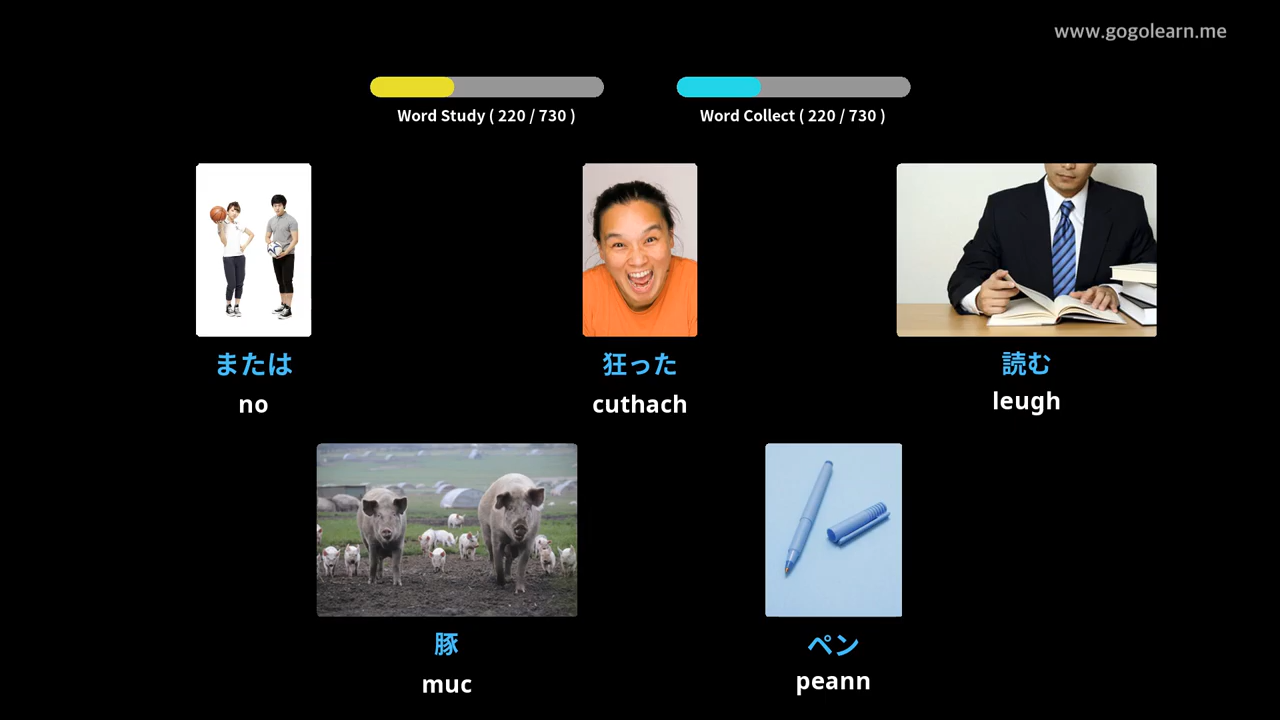 www.gogolearn.me
Word Study ( 220 / 730 )
Word Collect ( 220 / 730 )
または
no
狂った
cuthach
読む
leugh
豚
muc
ペン
peann